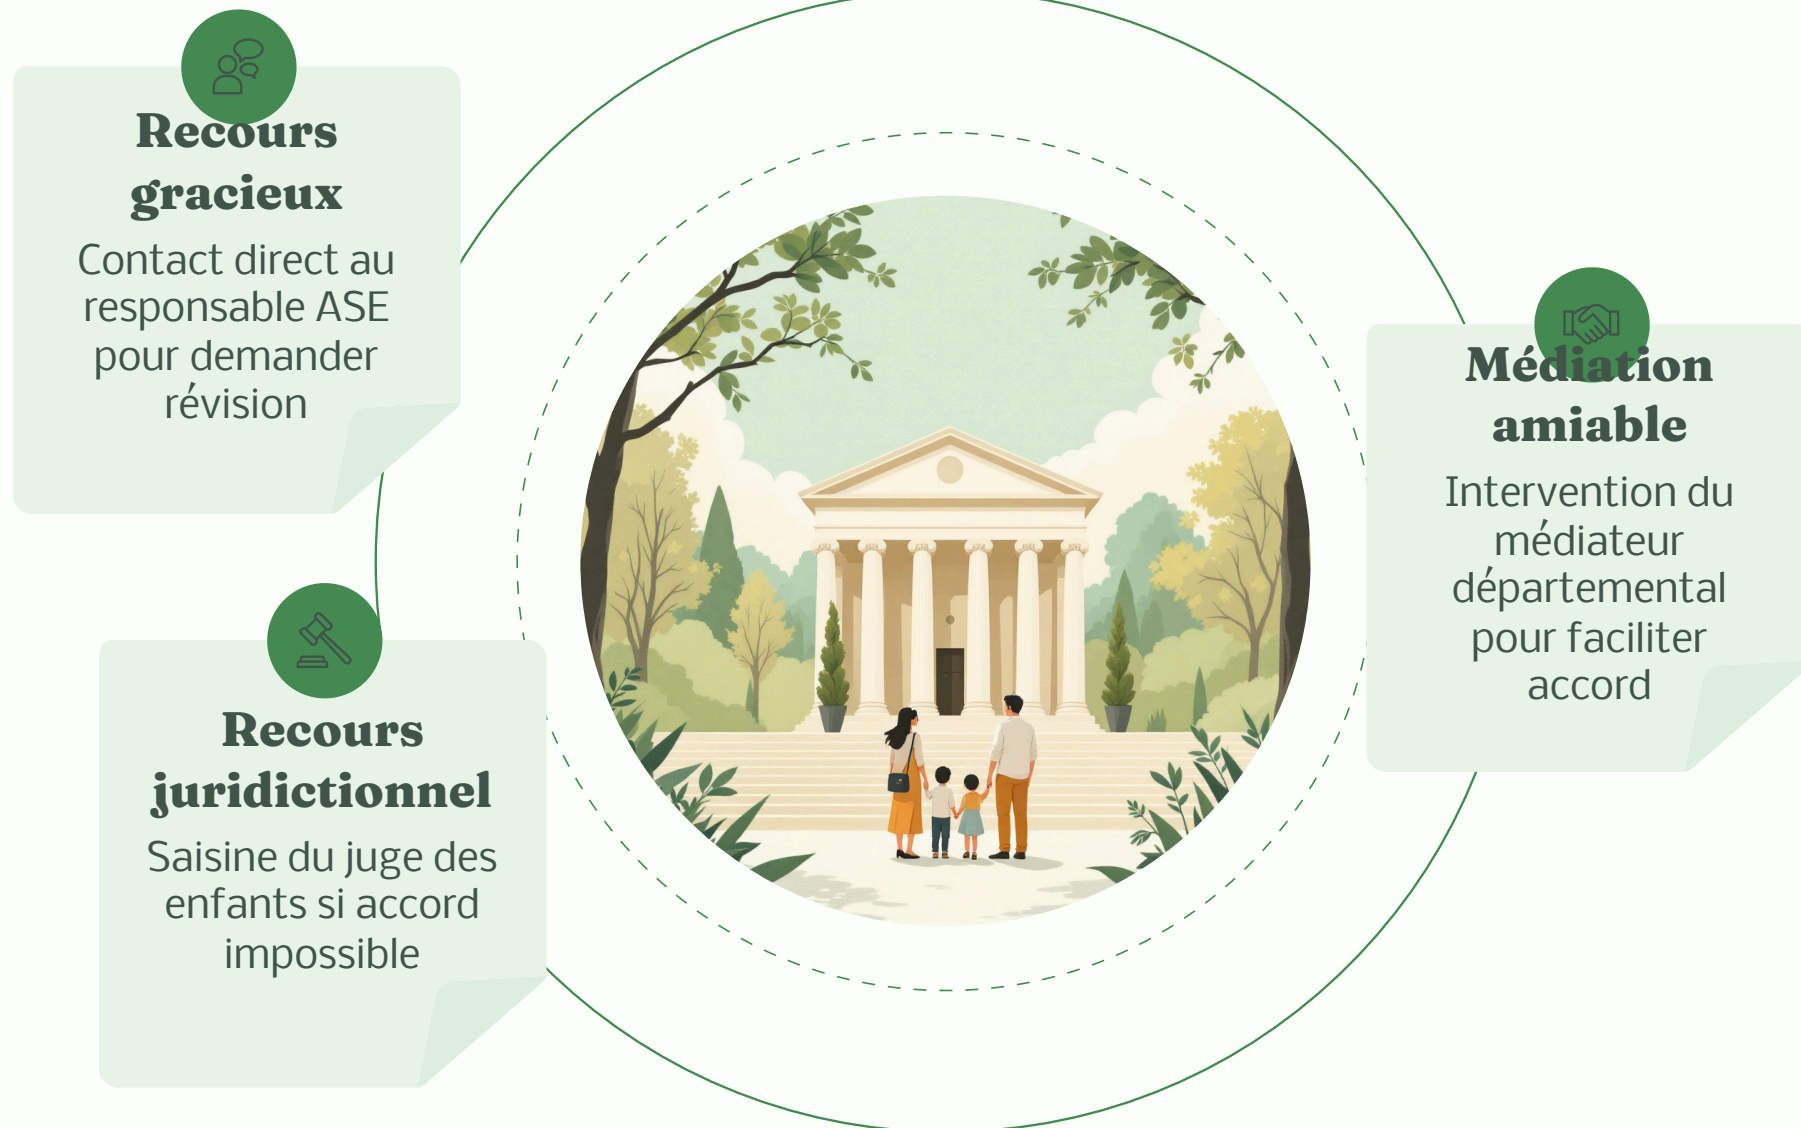 Recours
gracieux
Contact direct au
responsable ASE
pour demander
révision
Médiation
amiable
Intervention du
médiateur
départemental
pour faciliter
accord
Recours
juridictionnel
Saisine du juge des
enfants si accord
impossible